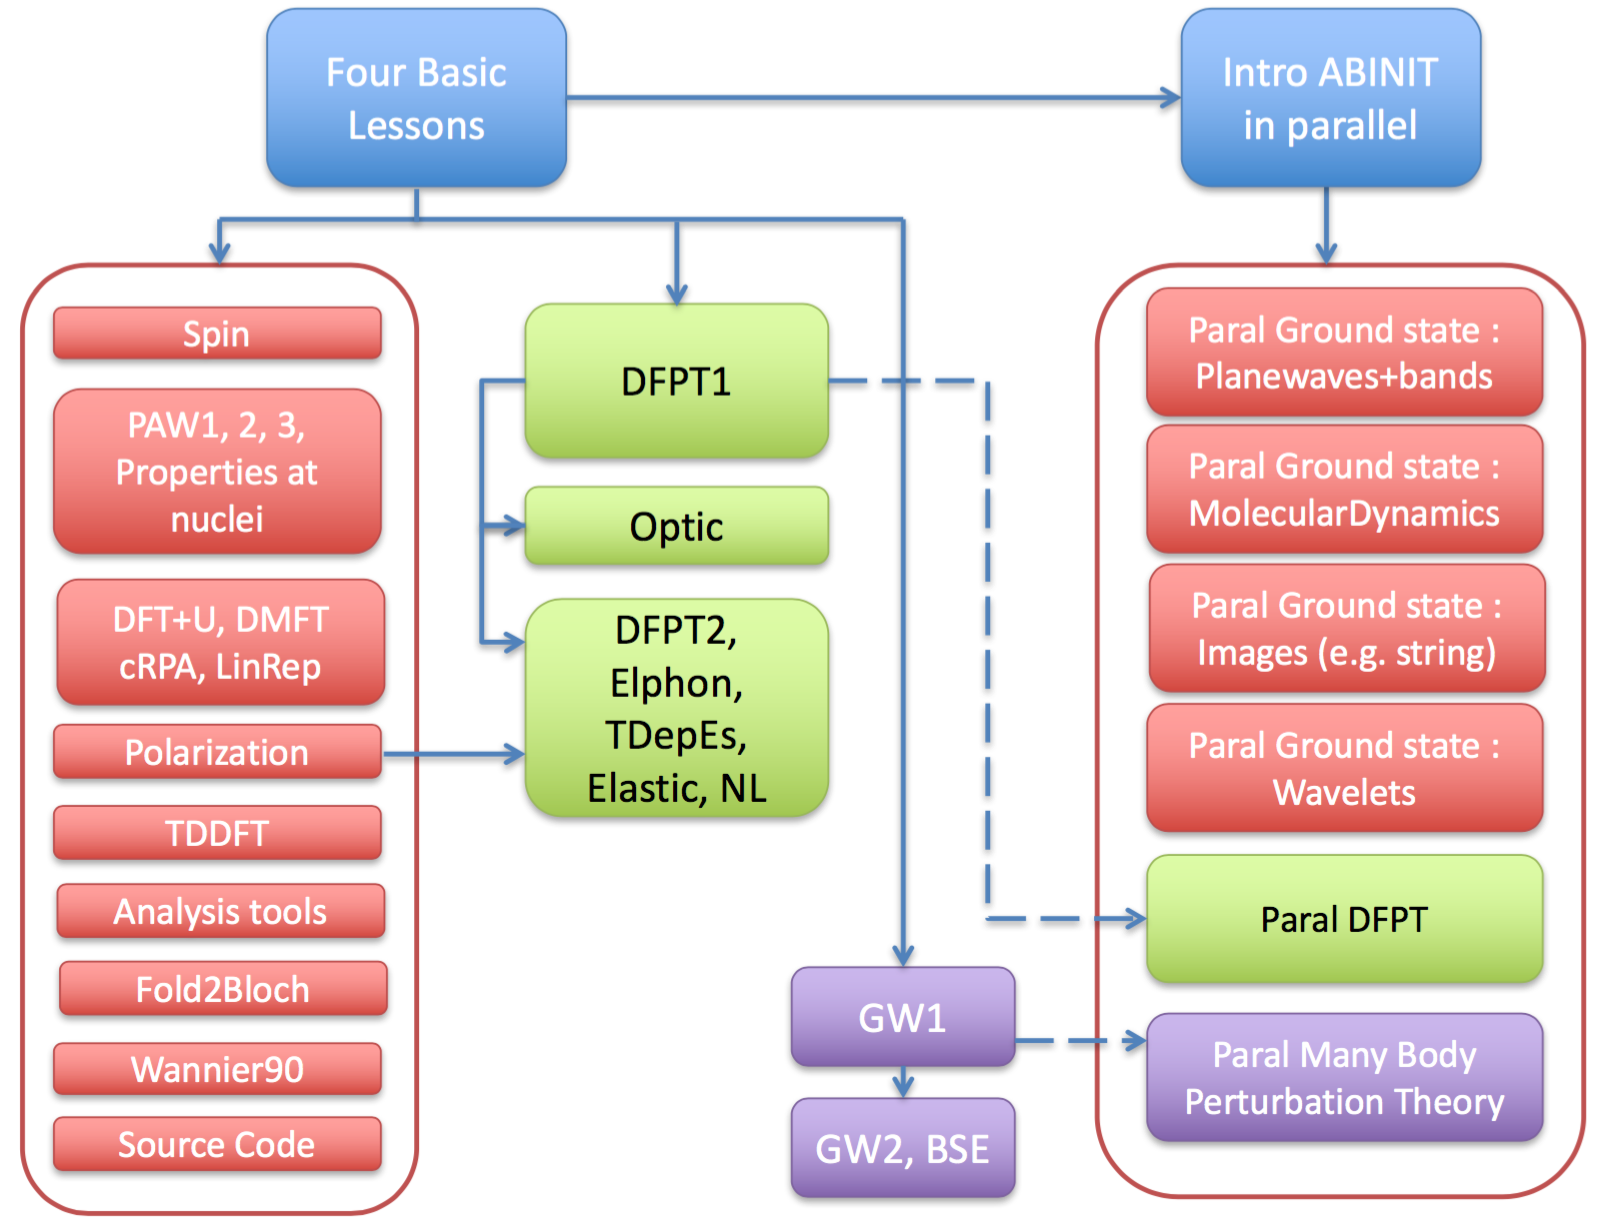 Four Basic
Lessons
Intro ABINIT
in parallel
Spin
PAW1, 2, 3,
Properties at
nuclei
DFT+U, DMFT
cRPA, LinRep
Polarization
TDDFT
Analysis tools
Fold2Bloch
Wannier90
Source Code
DFPT1
Optic
DFPT2,
Elphon,
TDepEs,
Elastic, NL
GW1
GW2, BSE
Paral Ground state :
Planewaves+bands
Paral Ground state :
MolecularDynamics
Paral Ground state :
Images (e.g. string)
Paral Ground state :
Wavelets
Paral DFPT
Paral Many Body
Perturbation Theory